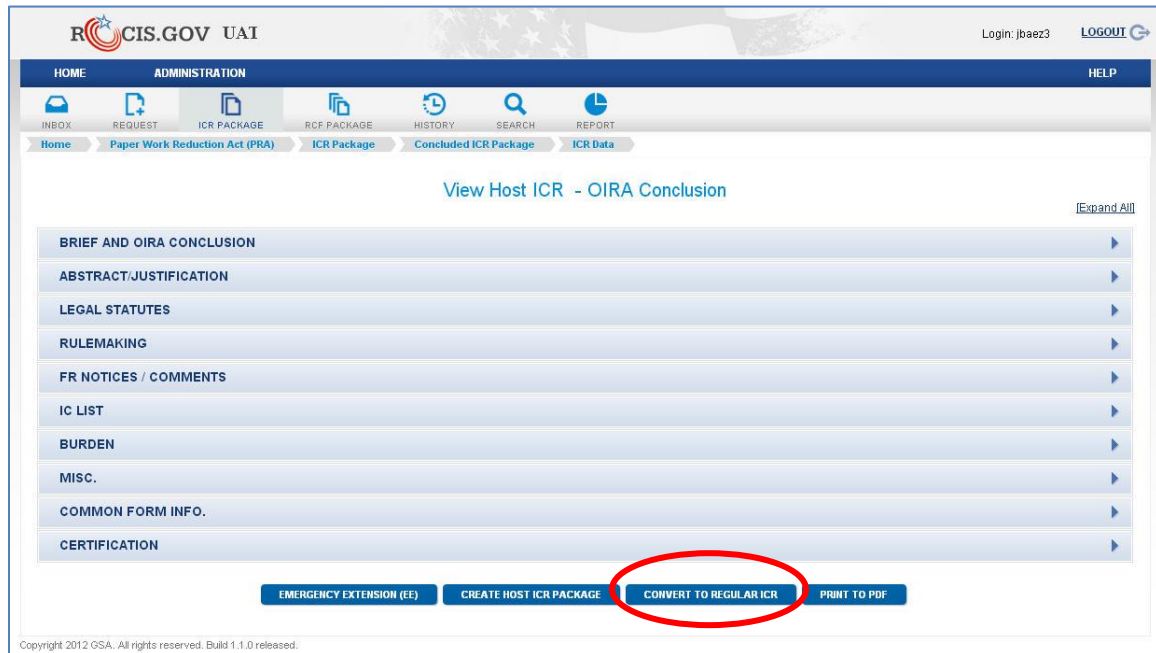 ROCIS.GOV UAT
Login: jbaez3 LOGOUT
HOME ADMINISTRATION HELP
INBOX REQUEST ICR PACKAGE RCF PACKAGE HISTORY SEARCH REPORT
Home Paper Work Reduction Act (PRA) ICR Package Concluded ICR Package ICR Data
View Host ICR - OIRA Conclusion
[Expand All]
BRIEF AND OIRA CONCLUSION
ABSTRACT/JUSTIFICATION
LEGAL STATUTES
RULEMAKING
FR NOTICES / COMMENTS
IC LIST
BURDEN
MISC.
COMMON FORM INFO.
CERTIFICATION
EMERGENCY EXTENSION (EE) CREATE HOST ICR PACKAGE CONVERT TO REGULAR ICR PRINT TO PDF
Copyright 2012 GSA. All rights reserved. Build 1.1.0 released.